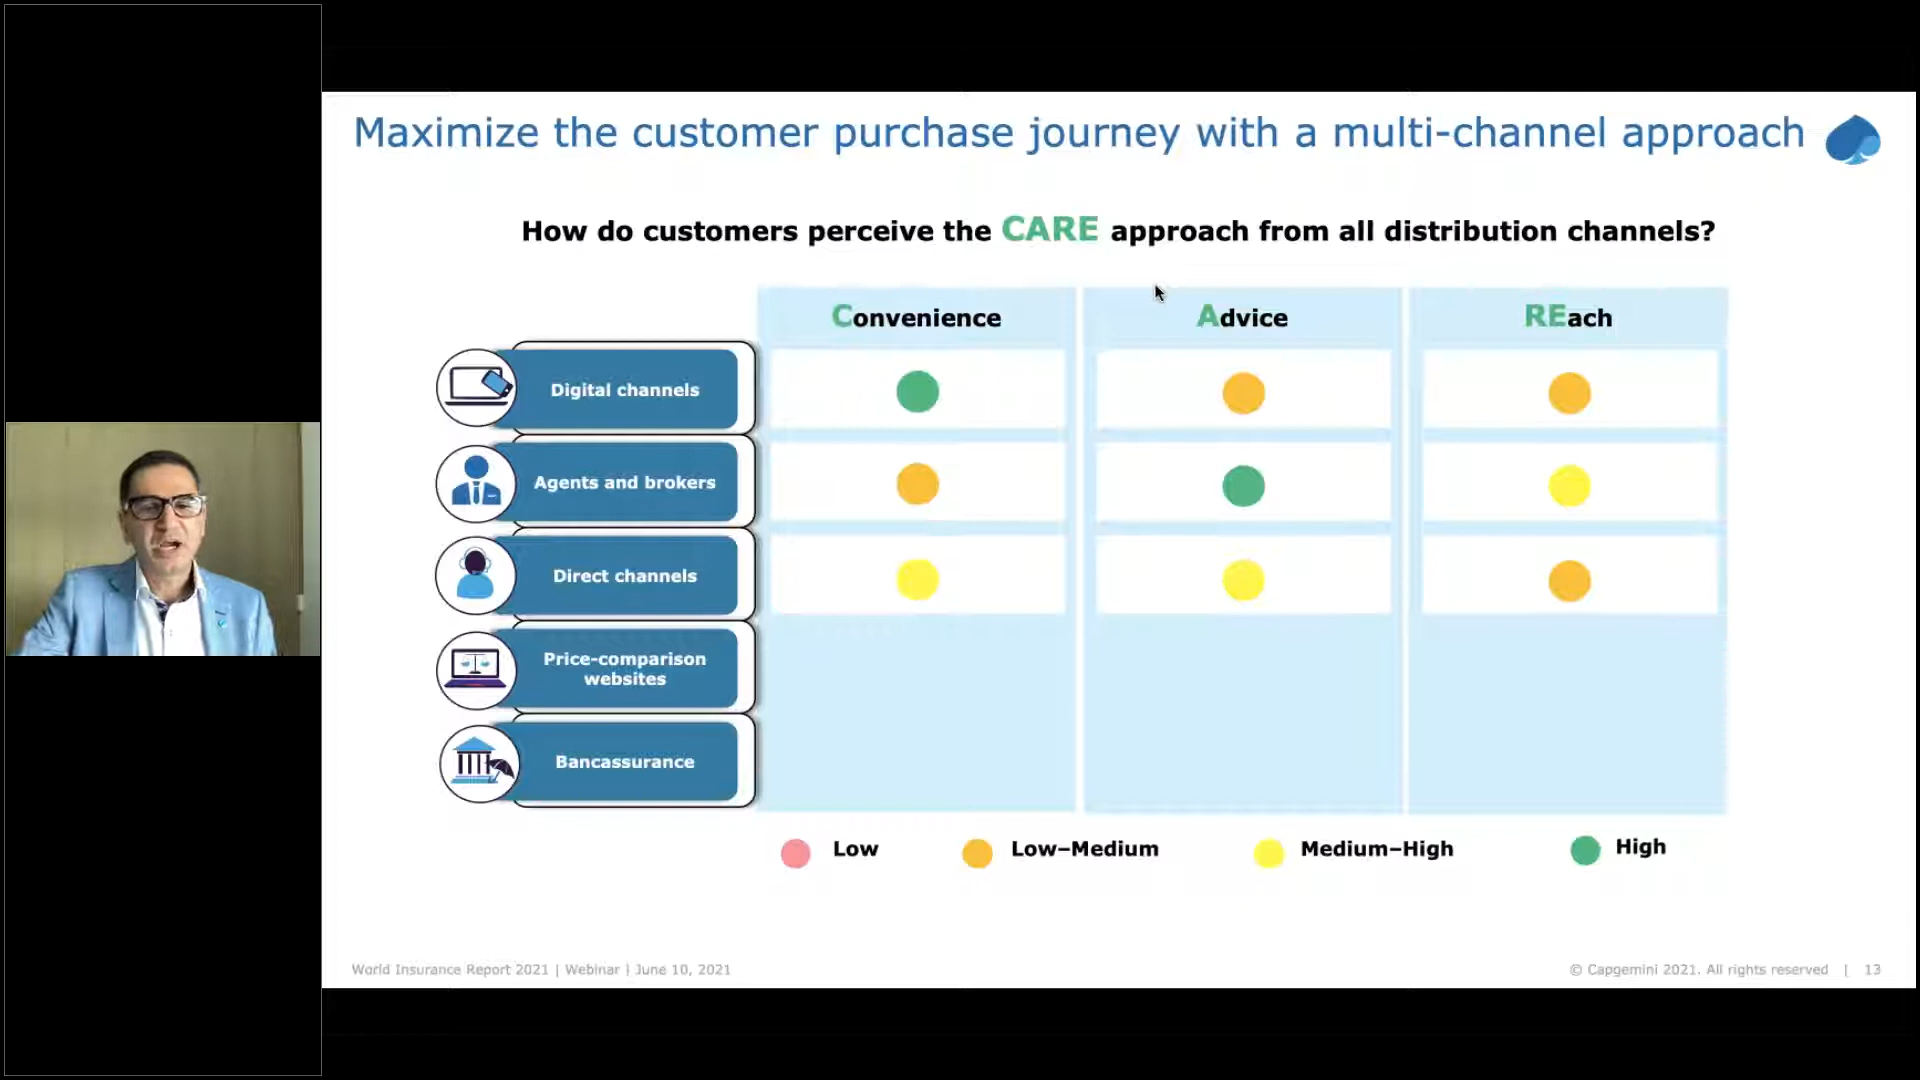 Maximize the customer purchase journey with a multi-channel approach
How do customers perceive the CARE approach from all distribution channels?
Convenience
Advice
REach
Digital channels
Agents and brokers
Direct channels
Price-comparison
websites
Bancassurance
Low
Low–Medium
Medium–High
High
World Insurance Report 2021 | Webinar | June 10, 2021
© Capgemini 2021. All rights reserved | 13